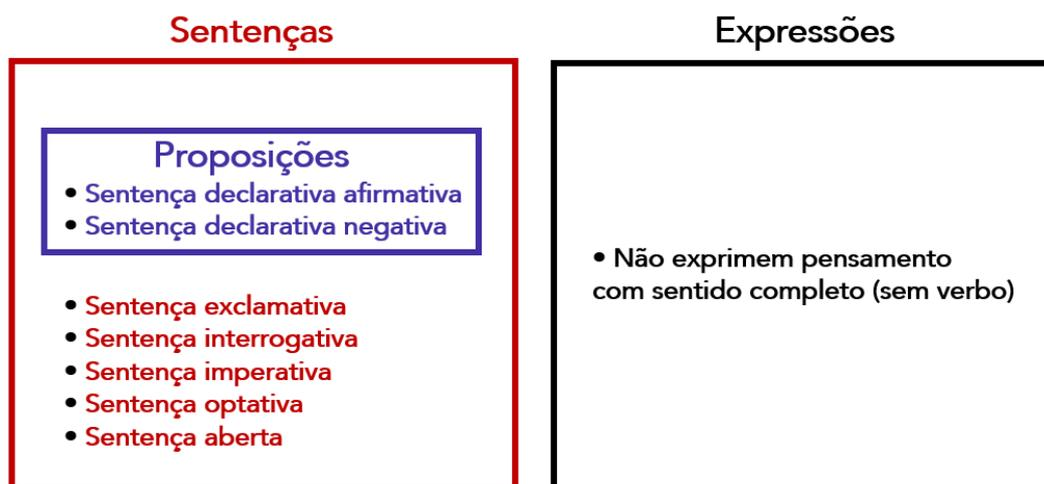 Sentenças
Proposições
• Sentença declarativa afirmativa
• Sentença declarativa negativa
• Sentença exclamativa
• Sentença interrogativa
• Sentença imperativa
• Sentença optativa
• Sentença aberta
Expressões
• Não exprimem pensamento
com sentido completo (sem verbo)